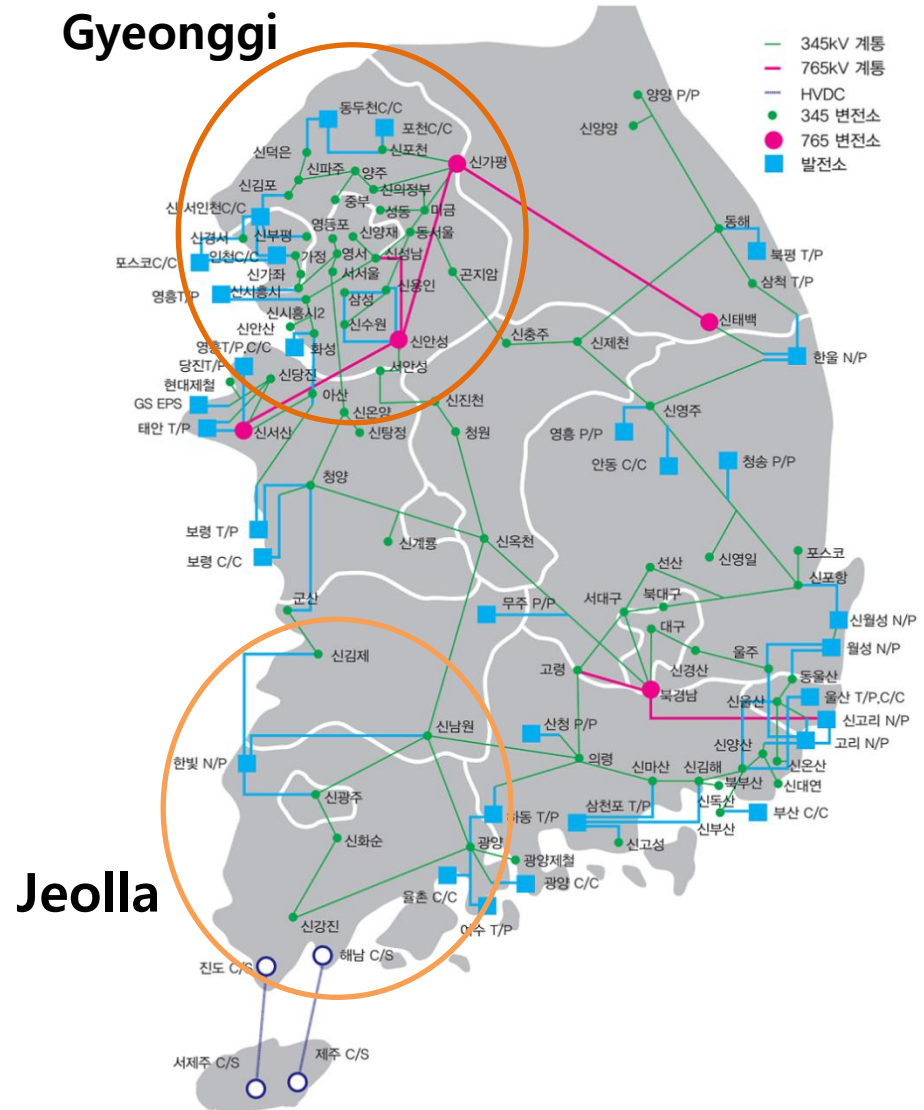 Gyeonggi
345kV 계통
765kV 계통
HVDC
345 변전소
765 변전소
발전소
양양 P/P
신양양
동두천C/C
포천C/C
신덕은
신포천
신가평
신파주
양주
신김포
신의정부
중부
성동
미금
동해
북평 T/P
삼척 T/P
서인천C/C
영등포
신양재
동서울
신경서
신부평
포스코C/C
인천C/C
가정
영서
신성남
곤지암
신가좌
서서울
영흥T/P
신시흥시
삼성
신용인
신시흥시2
신수원
신안산
신안성
신충주
신제천
신태백
한울 N/P
영흥T/P,C/C
화성
당진T/P
서안성
현대제철
신당진
GS EPS
아산
신온양
신진천
신영주
태안 T/P
신서산
신탕정
청원
영흥 P/P
안동 C/C
청송 P/P
청양
보령 T/P
신계룡
신옥천
신영일
포스코
보령 C/C
선산
신포항
군산
무주 P/P
서대구
북대구
대구
신월성 N/P
신김제
고령
신경산
울주
월성 N/P
북경남
동울산
신울산
울산 T/P,C/C
신고리 N/P
산청 P/P
신남원
한빛 N/P
의령
신양산
고리 N/P
신마산
신김해
북부산
신온산
신대연
신광주
하동 T/P
삼천포 T/P
신독산
부산 C/C
신부산
신화순
광양
신고성
광양제철
Jeolla
율촌 C/C
광양 C/C
신강진
여수 T/P
진도 C/S
해남 C/S
서제주 C/S
제주 C/S